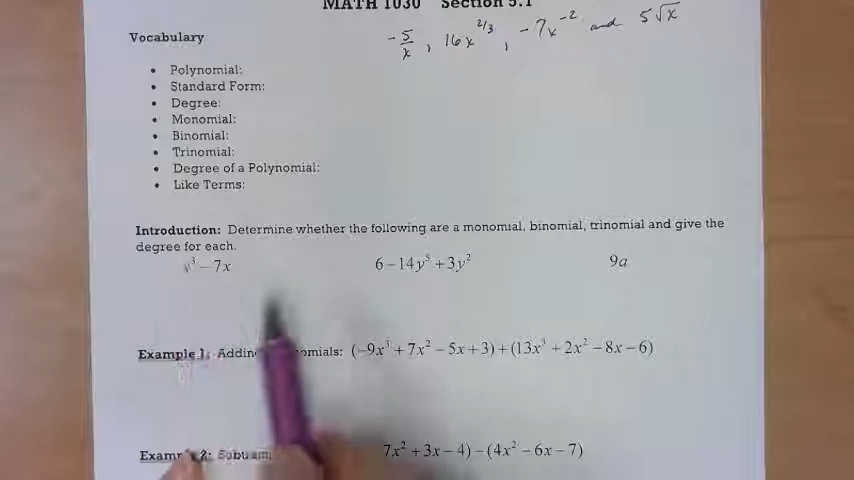 MATH 1030 Section 5.1
-5/x , 16x^{2/3} , -7x^{-2} and 5√x
Vocabulary
• Polynomial:
• Standard Form:
• Degree:
• Monomial:
• Binomial:
• Trinomial:
• Degree of a Polynomial:
• Like Terms:
Introduction: Determine whether the following are a monomial, binomial, trinomial and give the
degree for each.
x³ – 7x 6 – 14y⁵ + 3y² 9a
Example 1: Adding (–9x³ + 7x² – 5x + 3) + (13x³ + 2x² – 8x – 6)
Example 2: 7x² + 3x – 4) – (4x² – 6x – 7)